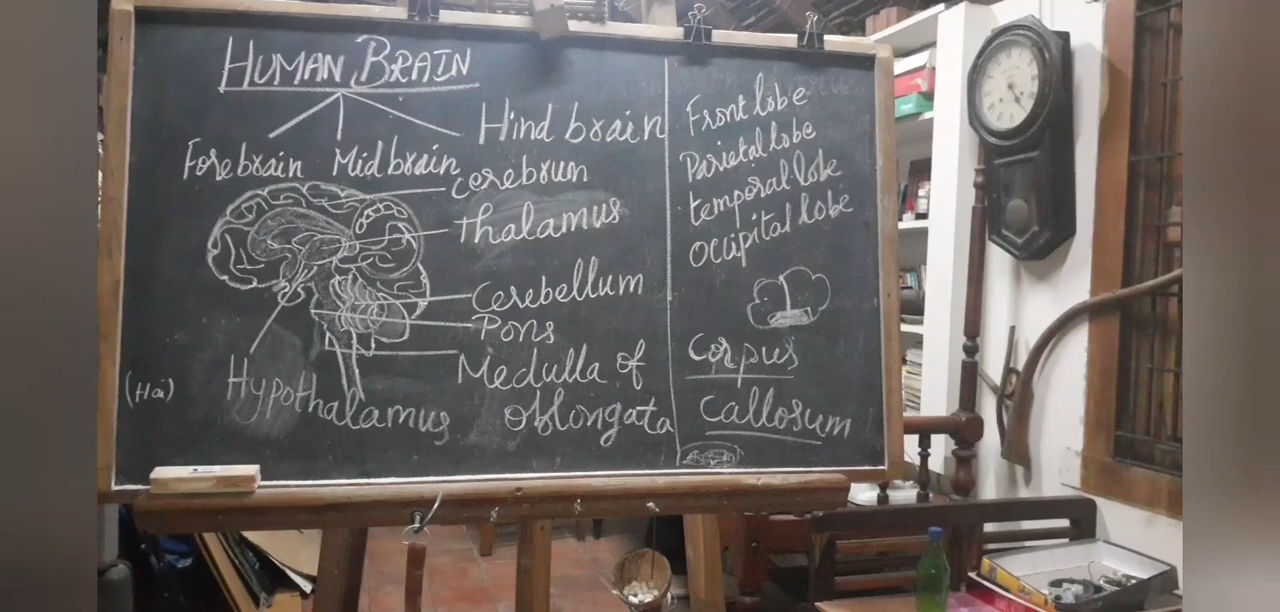 HUMAN BRAIN
Forebrain Midbrain Hind brain
cerebrum
Thalamus
Cerebellum
Pons
Medulla of
oblongata
Hypothalamus
(Hai)
Front lobe
Parietal lobe
temporal lobe
occipital lobe
Corpus
callosum